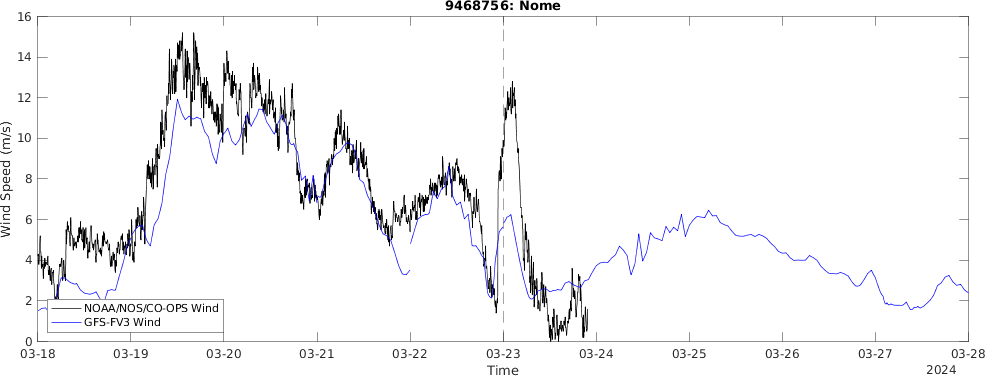 9468756: Nome
16
14
12
10
8
6
4
2
0
Wind Speed (m/s)
NOAA/NOS/CO-OPS Wind
GFS-FV3 Wind
03-18 03-19 03-20 03-21 03-22 03-23 03-24 03-25 03-26 03-27 03-28
Time
2024